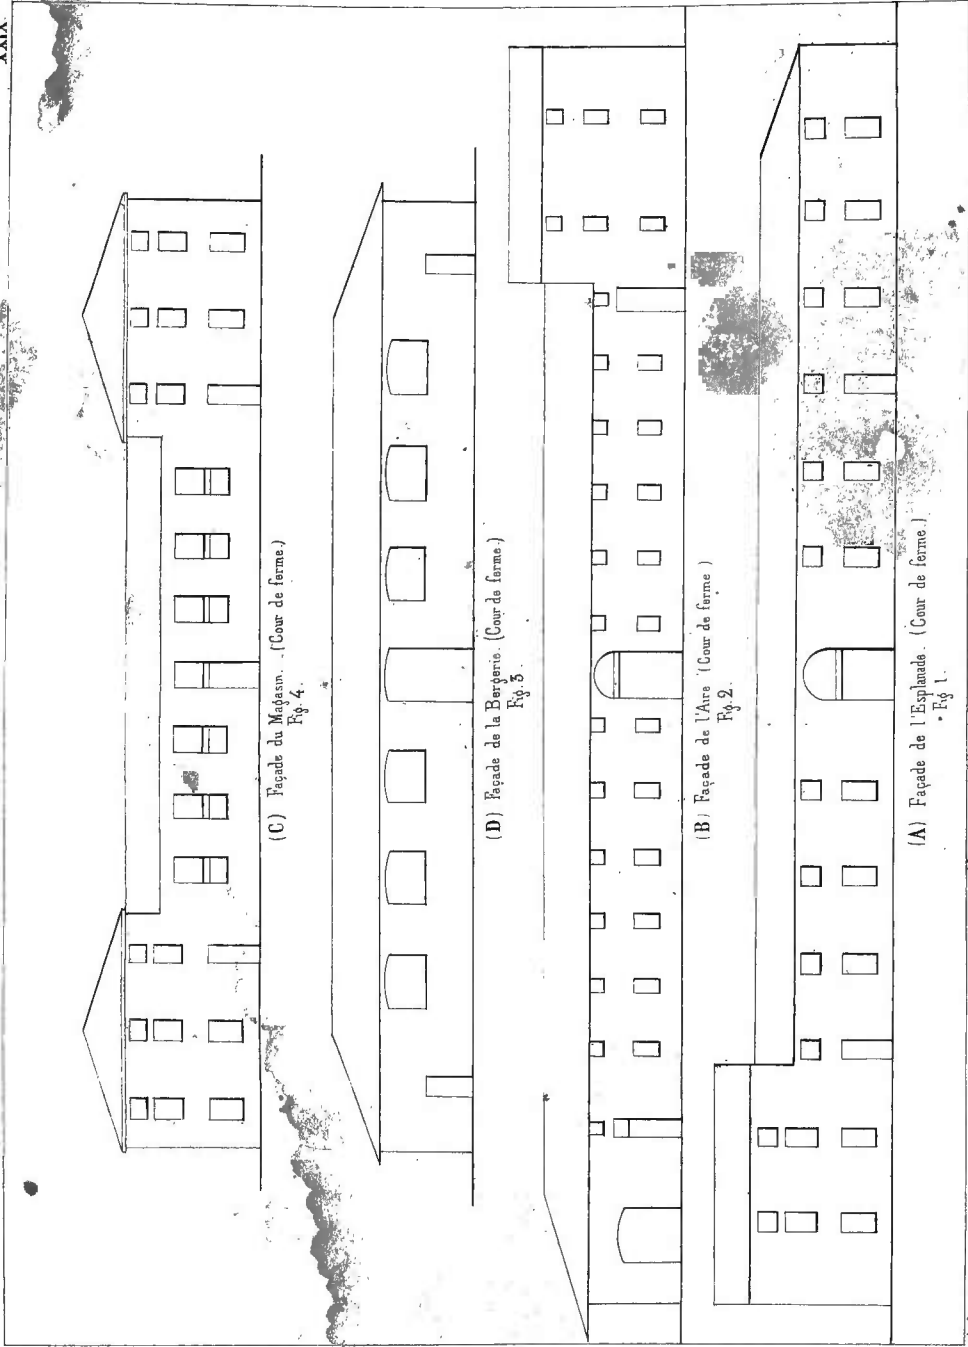 XXIX
(C) Façade du Magasin. (Cour de ferme.)
Fig. 4.
(D) Façade de la Bergerie. (Cour de ferme)
Fig. 3
(B) Façade de l'Aire (Cour de ferme)
Fig. 2.
(A) Façade de l'Esplanade. (Cour de ferme.)
Fig 1.